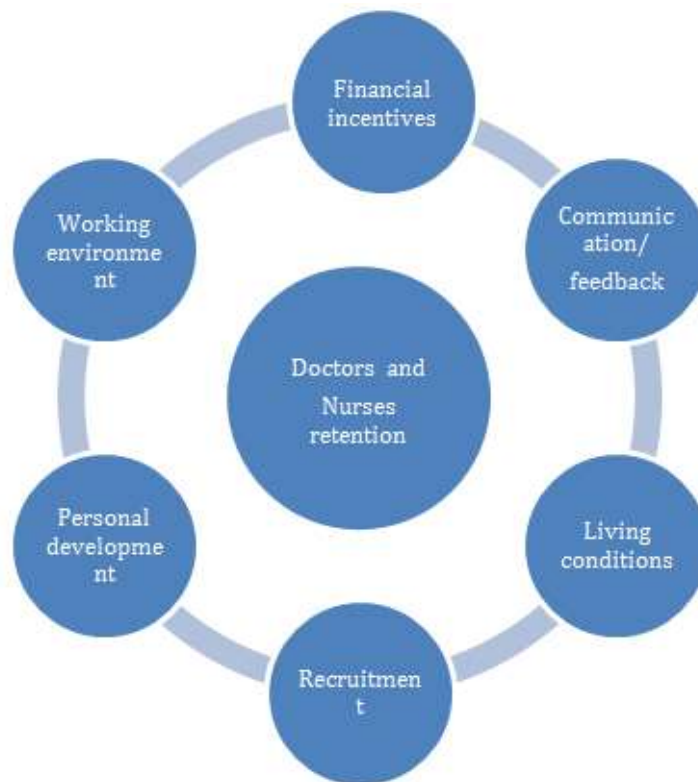 Financial
incentives
Communic
ation/
feedback
Living
conditions
Recruitmen
t
Personal
developme
nt
Working
environme
nt
Doctors and
Nurses
retention